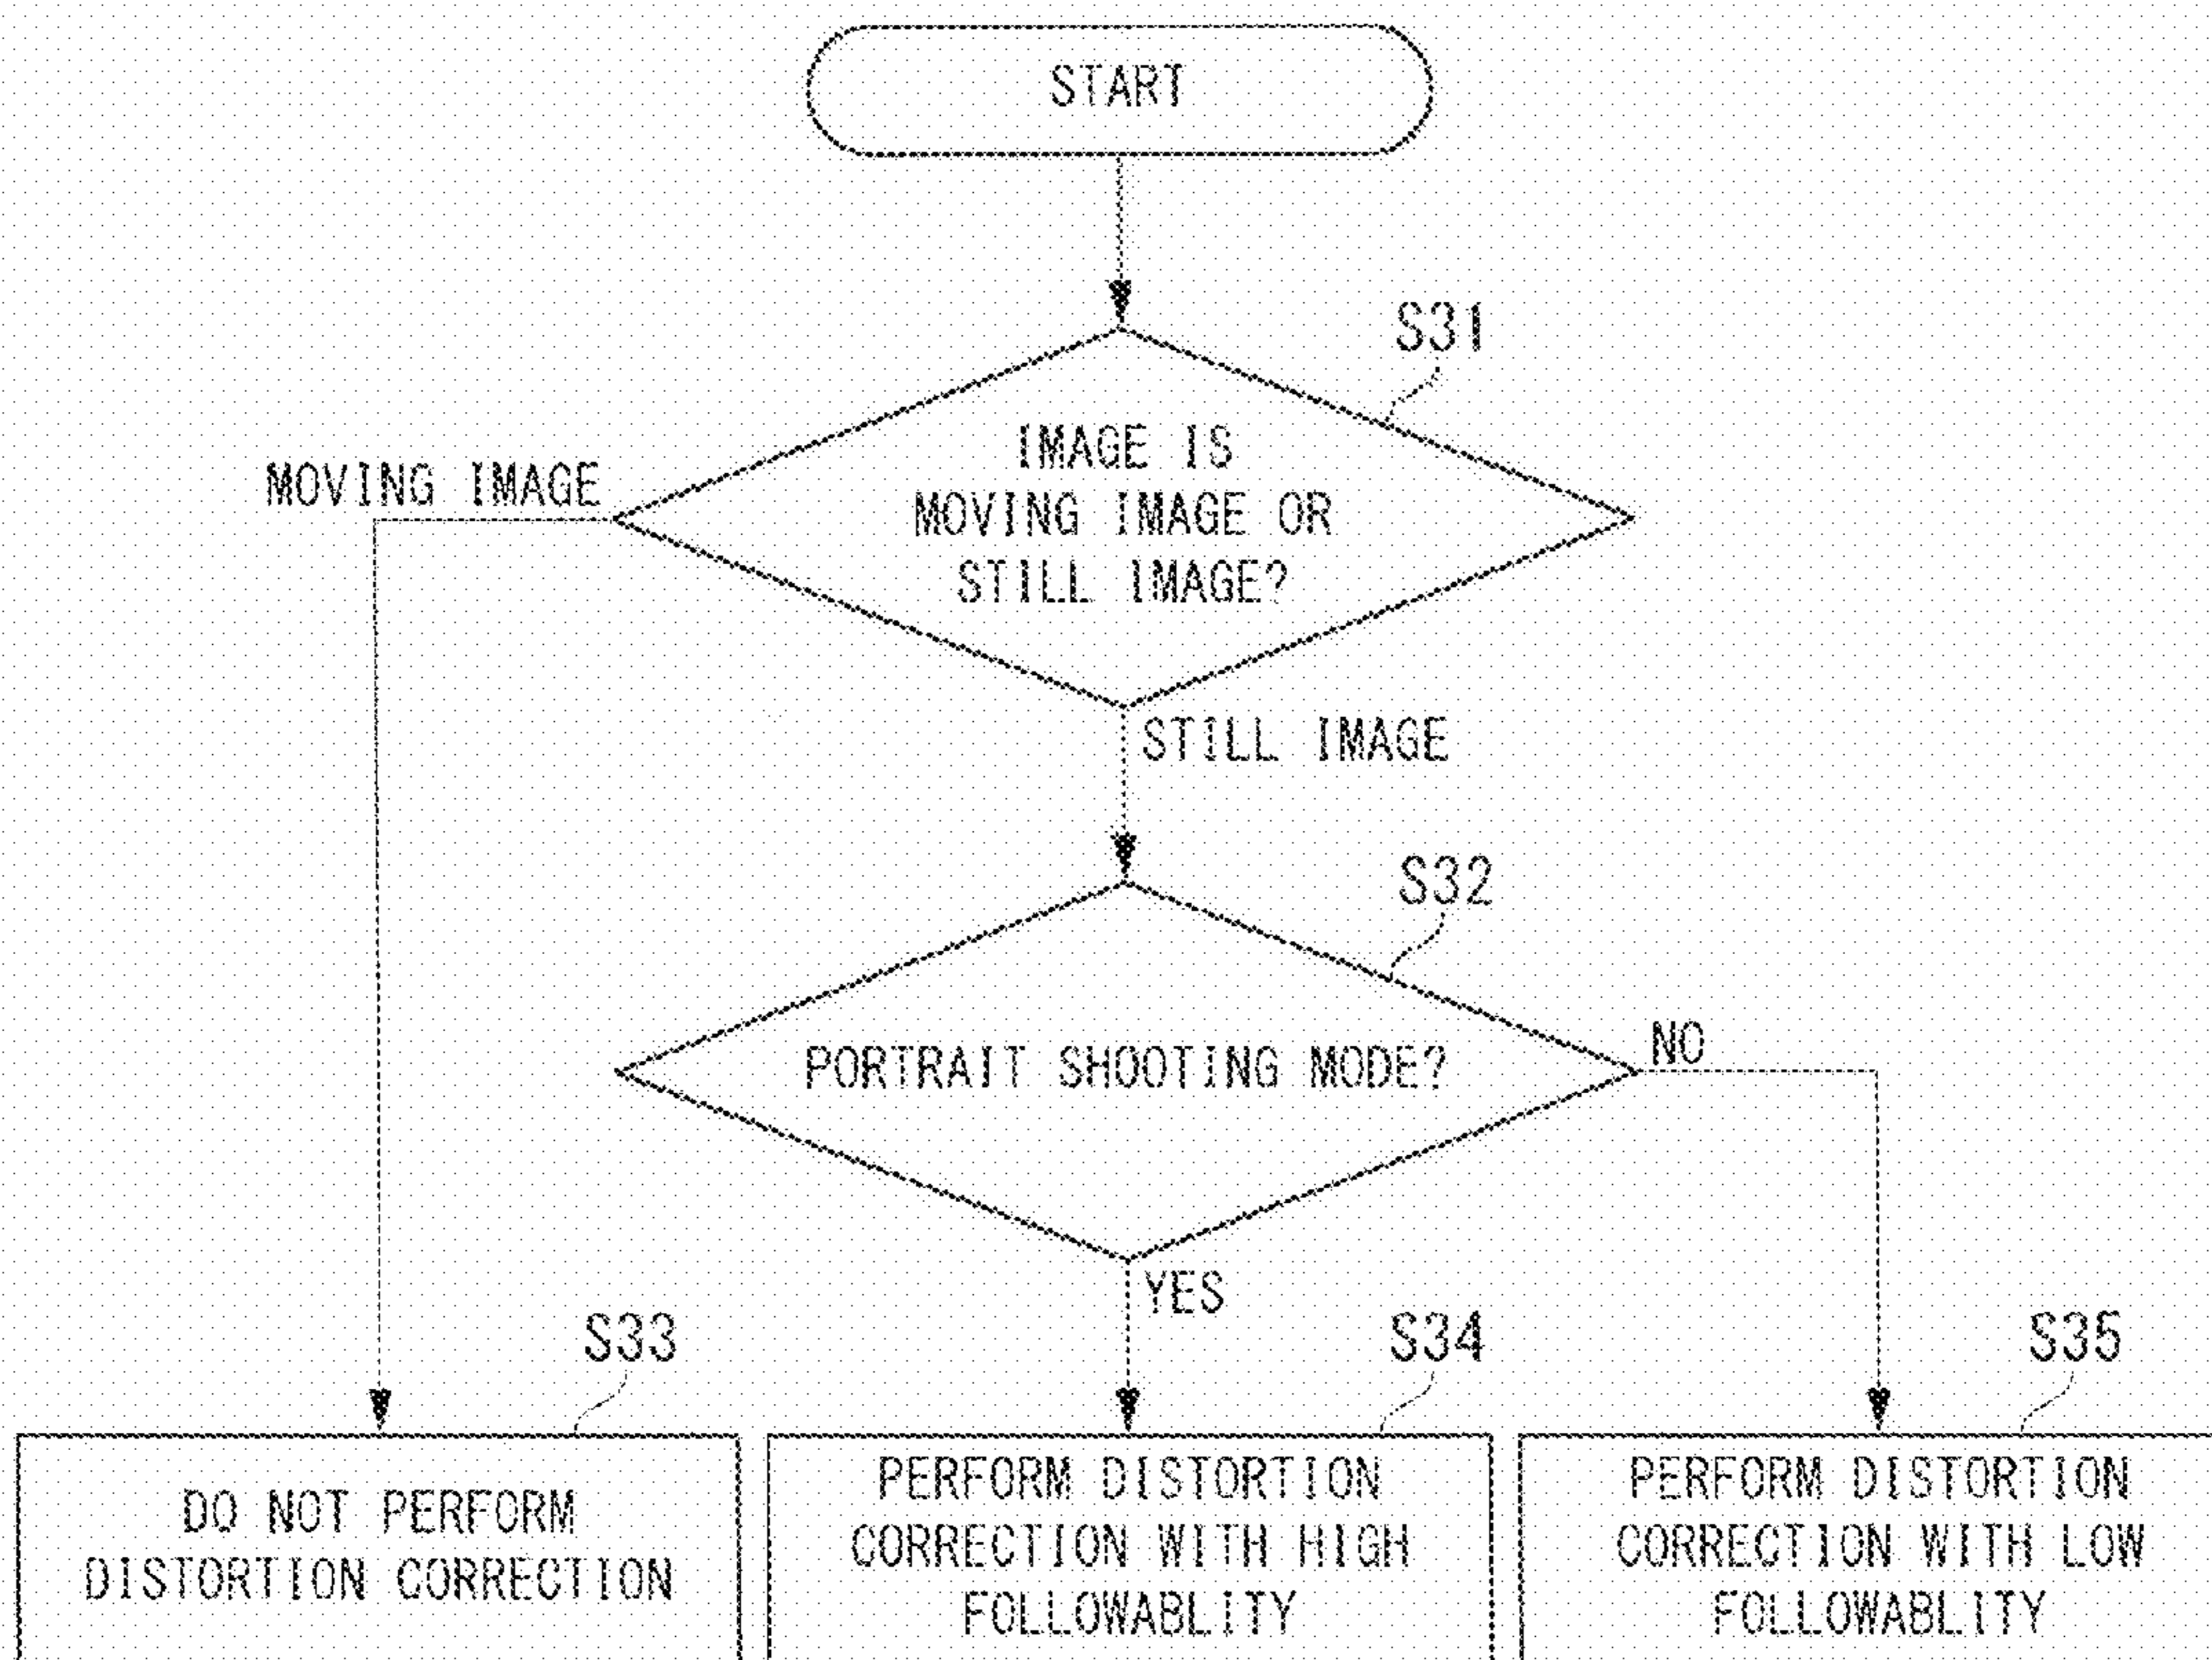 START
S31
IMAGE IS
MOVING IMAGE OR
STILL IMAGE?
MOVING IMAGE
STILL IMAGE
S32
PORTRAIT SHOOTING MODE?
NO
YES
S33
S34
S35
DO NOT PERFORM
DISTORTION CORRECTION
PERFORM DISTORTION
CORRECTION WITH HIGH
FOLLOWABLITY
PERFORM DISTORTION
CORRECTION WITH LOW
FOLLOWABLITY